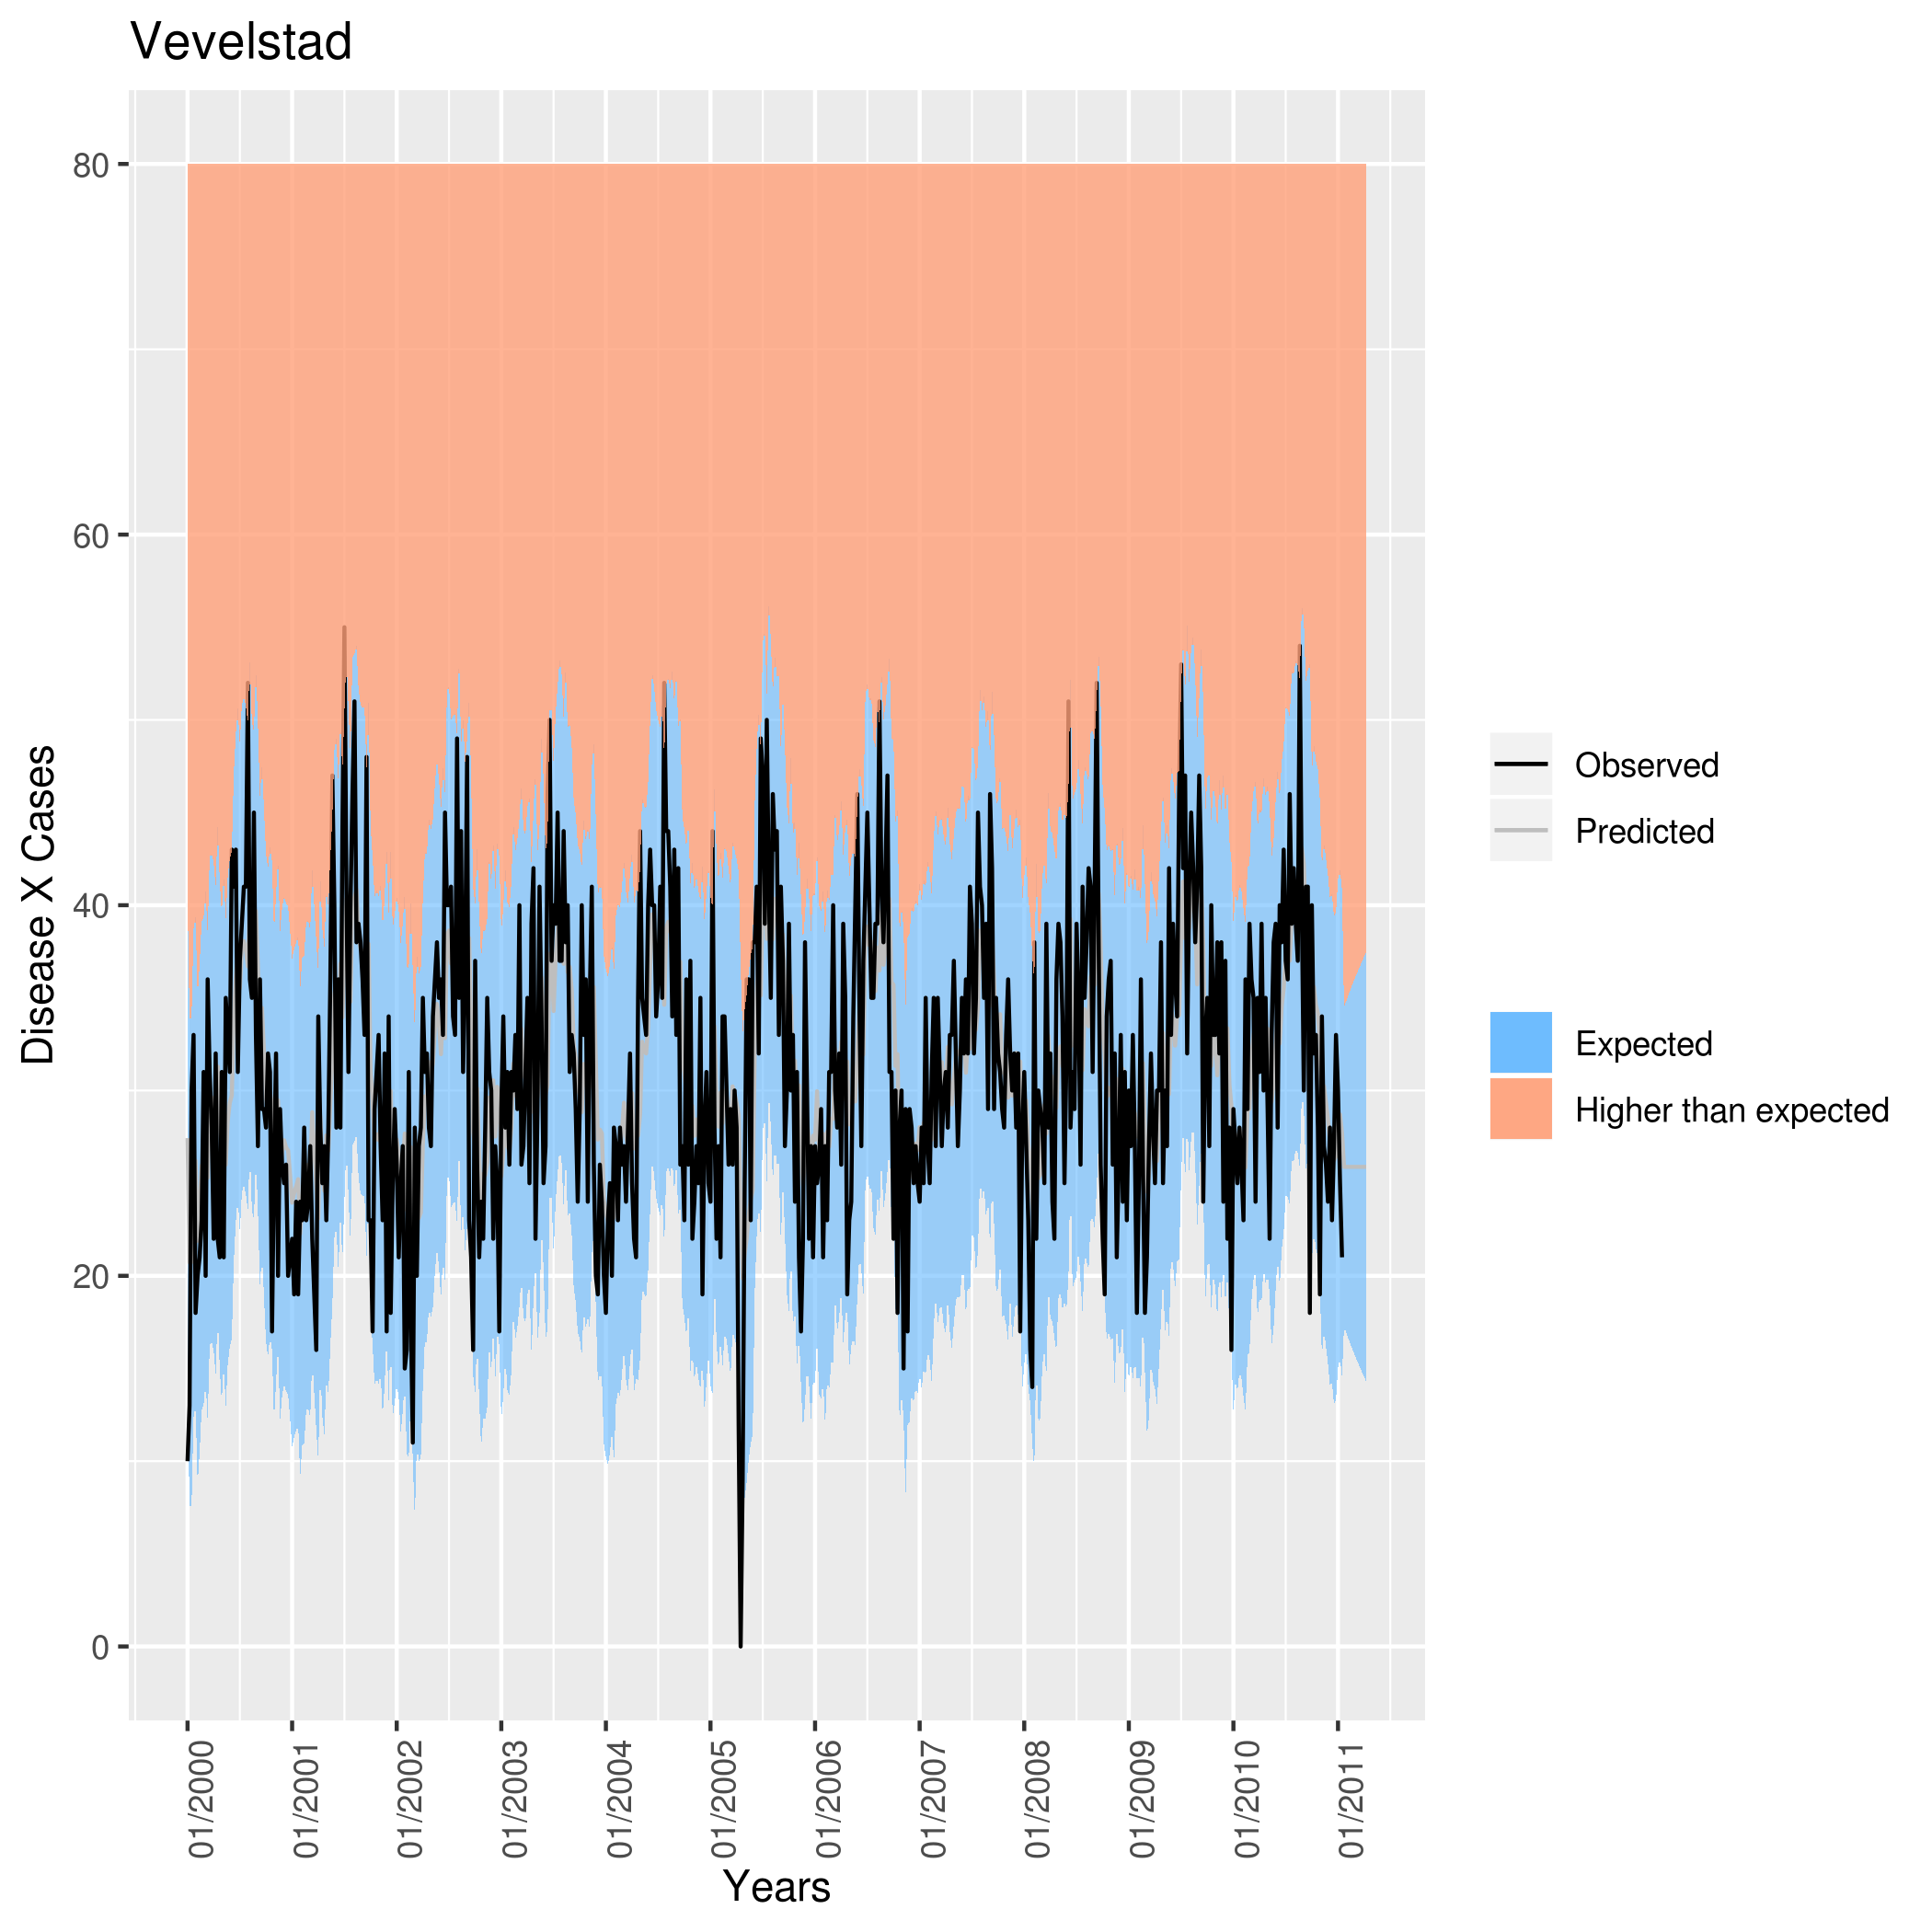 Vevelstad
Disease X Cases
80
60
40
20
0
01/2000
01/2001
01/2002
01/2003
01/2004
01/2005
01/2006
01/2007
01/2008
01/2009
01/2010
01/2011
Years
Observed
Predicted
Expected
Higher than expected